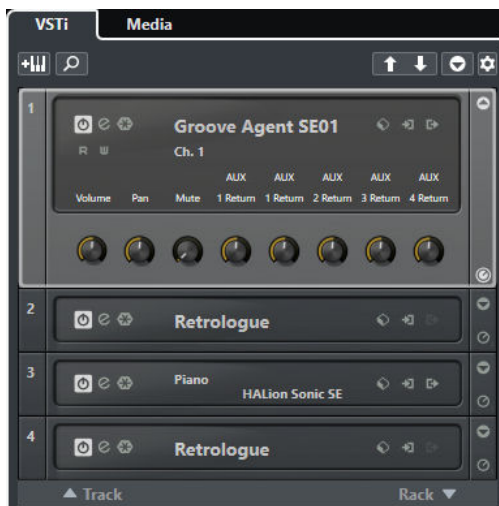 VSTi Media
1
Groove Agent SE01
R W
Ch. 1
AUX AUX AUX AUX AUX
Volume Pan Mute 1 Return 1 Return 2 Return 3 Return 4 Return
2
Retrologue
3
Piano
HALion Sonic SE
4
Retrologue
Track Rack